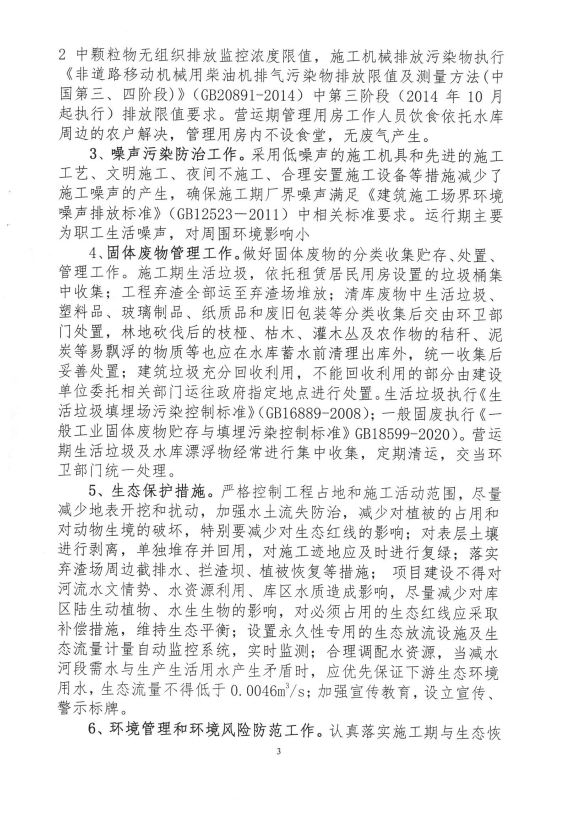 2 中颗粒物无组织排放监控浓度限值，施工机械排放污染物执行
《非道路移动机械用柴油机排气污染物排放限值及测量方法(中
国第三、四阶段)》（GB20891-2014）中第三阶段（2014 年 10 月
起执行）排放限值要求。营运期管理用房工作人员饮食依托水库
周边的农户解决，管理用房内不设食堂，无废气产生。
3、噪声污染防治工作。采用低噪声的施工机具和先进的施工
工艺、文明施工、夜间不施工、合理安置施工设备等措施减少了
施工噪声的产生，确保施工期厂界噪声满足《建筑施工场界环境
噪声排放标准》（GB12523－2011）中相关标准要求。运行期主要
为职工生活噪声，对周围环境影响小
4、固体废物管理工作。做好固体废物的分类收集贮存、处置、
管理工作。施工期生活垃圾，依托租赁居民用房设置的垃圾桶集
中收集；工程弃渣全部运至弃渣场堆放；清库废物中生活垃圾、
塑料品、玻璃制品、纸质品和废旧包装等分类收集后交由环卫部
门处置，林地砍伐后的枝桠、枯木、灌木丛及农作物的秸秆、泥
炭等易飘浮的物质等也应在水库蓄水前清理出库外，统一收集后
妥善处置；建筑垃圾充分回收利用，不能回收利用的部分由建设
单位委托相关部门运往政府指定地点进行处置。生活垃圾执行《生
活垃圾填埋场污染控制标准》（GB16889-2008）；一般固废执行《一
般工业固体废物贮存与填埋污染控制标准》GB18599-2020）。营运
期生活垃圾及水库漂浮物经常进行集中收集，定期清运，交当环
卫部门统一处理。
5、生态保护措施。严格控制工程占地和施工活动范围，尽量
减少地表开挖和扰动，加强水土流失防治，减少对植被的占用和
对动物生境的破坏，特别要减少对生态红线的影响；对表层土壤
进行剥离，单独堆存并回用，对施工迹地应及时进行复绿；落实
弃渣场周边截排水、拦渣坝、植被恢复等措施； 项目建设不得对
河流水文情势、水资源利用、库区水质造成影响，尽量减少对库
区陆生动植物、水生生物的影响，对必须占用的生态红线应采取
补偿措施，维持生态平衡；设置永久性专用的生态放流设施及生
态流量计量自动监控系统，实时监测；合理调配水资源，当减水
河段需水与生产生活用水产生矛盾时，应优先保证下游生态环境
用水，生态流量不得低于 0.0046m³/s；加强宣传教育，设立宣传、
警示标牌。
6、环境管理和环境风险防范工作。认真落实施工期与生态恢
3